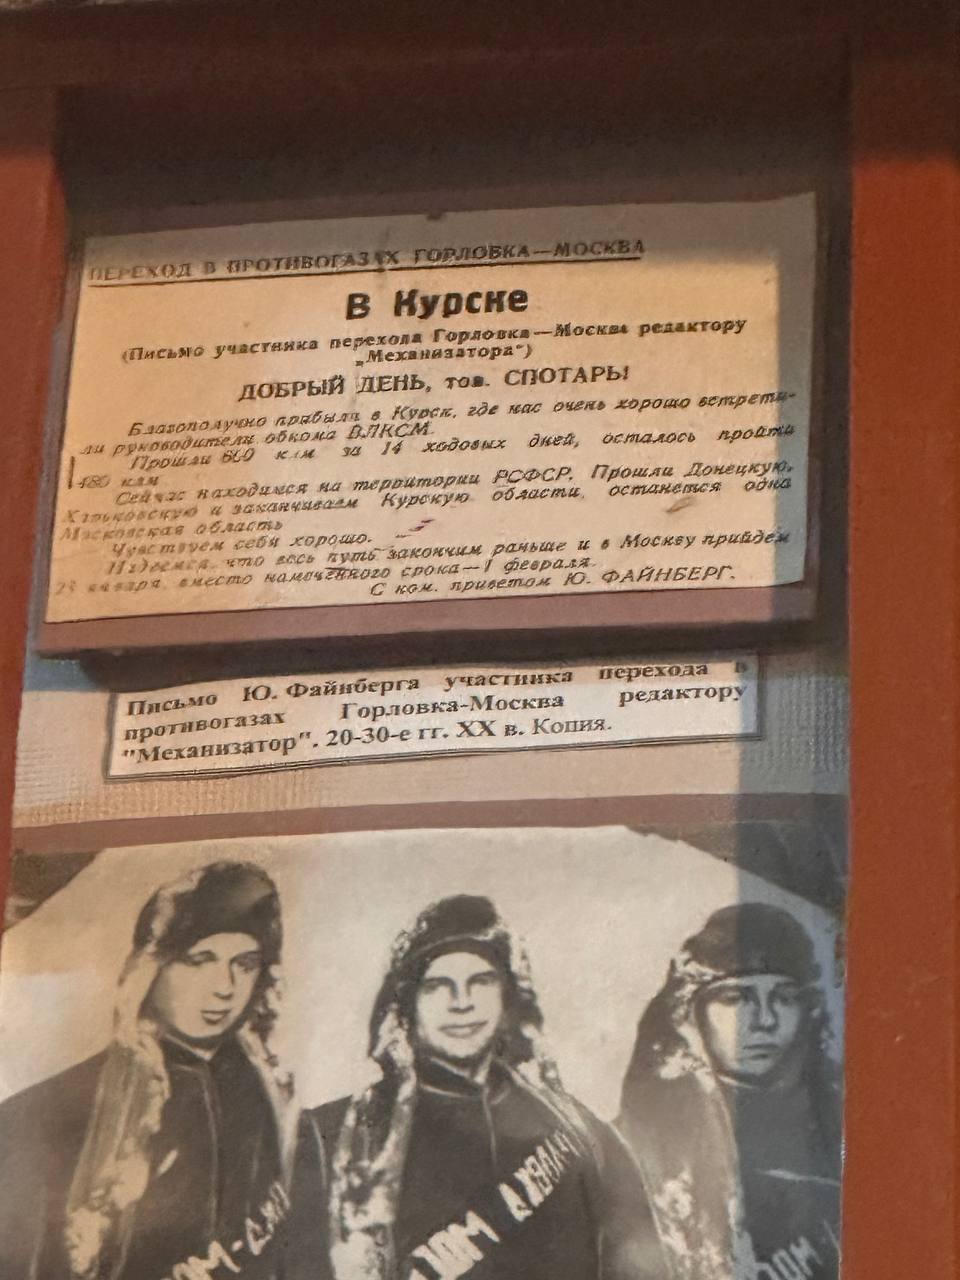 ПЕРЕХОД В ПРОТИВОГАЗАХ ГОРЛОВКА—МОСКВА
В Курске
(Письмо участника перехода Горловка—Москва редактору
„Механизатора“)
ДОБРЫЙ ДЕНЬ, тов. СПОТАРЬ!
Благополучно прибыли в Курск, где нас очень хорошо встрети-
ли руководители обкома ВЛКСМ.
Прошли 600 клм за 14 ходовых дней, осталось пройти
480 клм
Сейчас находимся на территории РСФСР. Прошли Донецкую,
Харьковскую и заканчиваем Курскую области, останется одна
Московская область
Чувствуем себя хорошо.
Надеемся, что весь путь закончим раньше и в Москву прийдем
января, вместо намеченного срока—1 февраля.
С ком. приветом Ю. ФАЙНБЕРГ.
Письмо Ю. Файнберга участника перехода в
противогазах Горловка-Москва редактору
"Механизатор". 20-30-е гг. XX в. Копия.